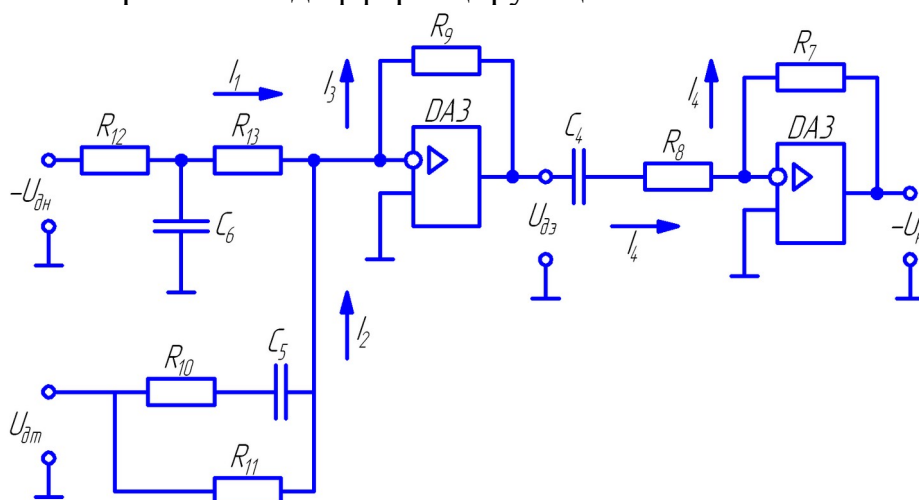 R₉
R₇
I₁
I₃
I₄
DA3
DA3
R₁₂
R₁₃
C₄
R₈
-Uдн
C₆
Uдз
I₄
I₂
C₅
R₁₀
Uдт
R₁₁